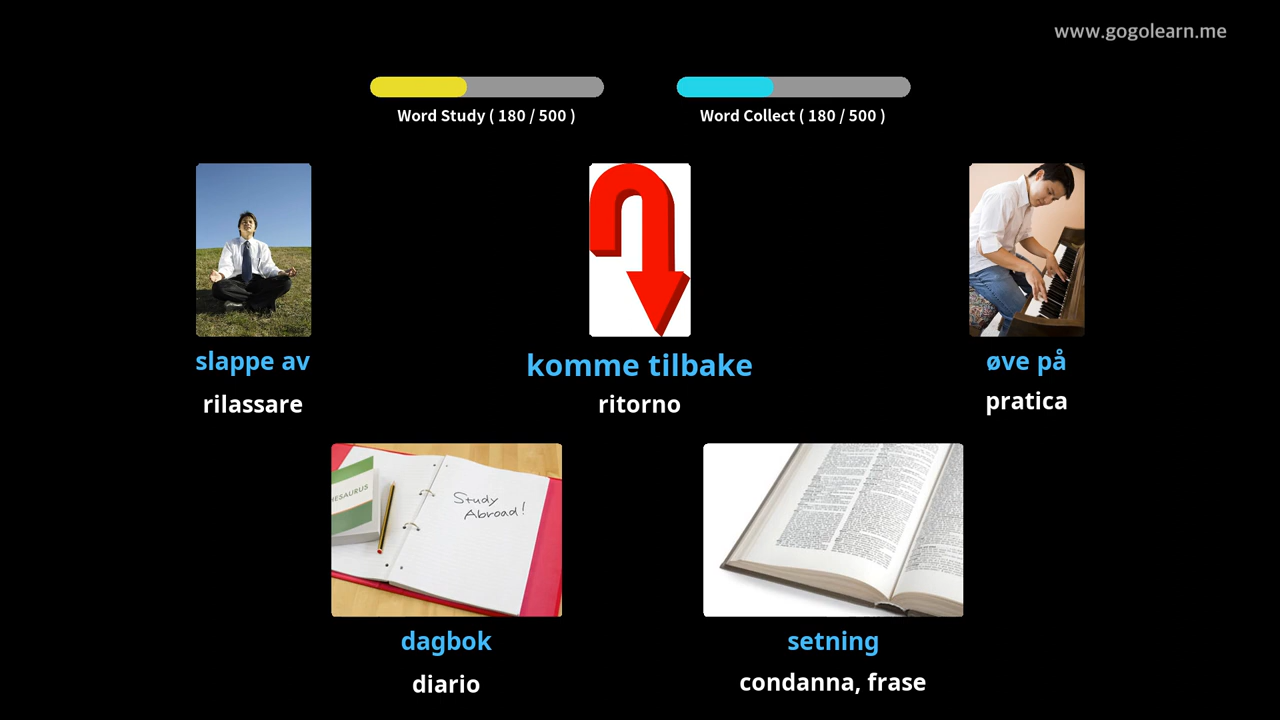 www.gogolearn.me
Word Study ( 180 / 500 )
Word Collect ( 180 / 500 )
slappe av
rilassare
komme tilbake
ritorno
øve på
pratica
HESAURUS
Study
Abroad!
dagbok
diario
setning
condanna, frase